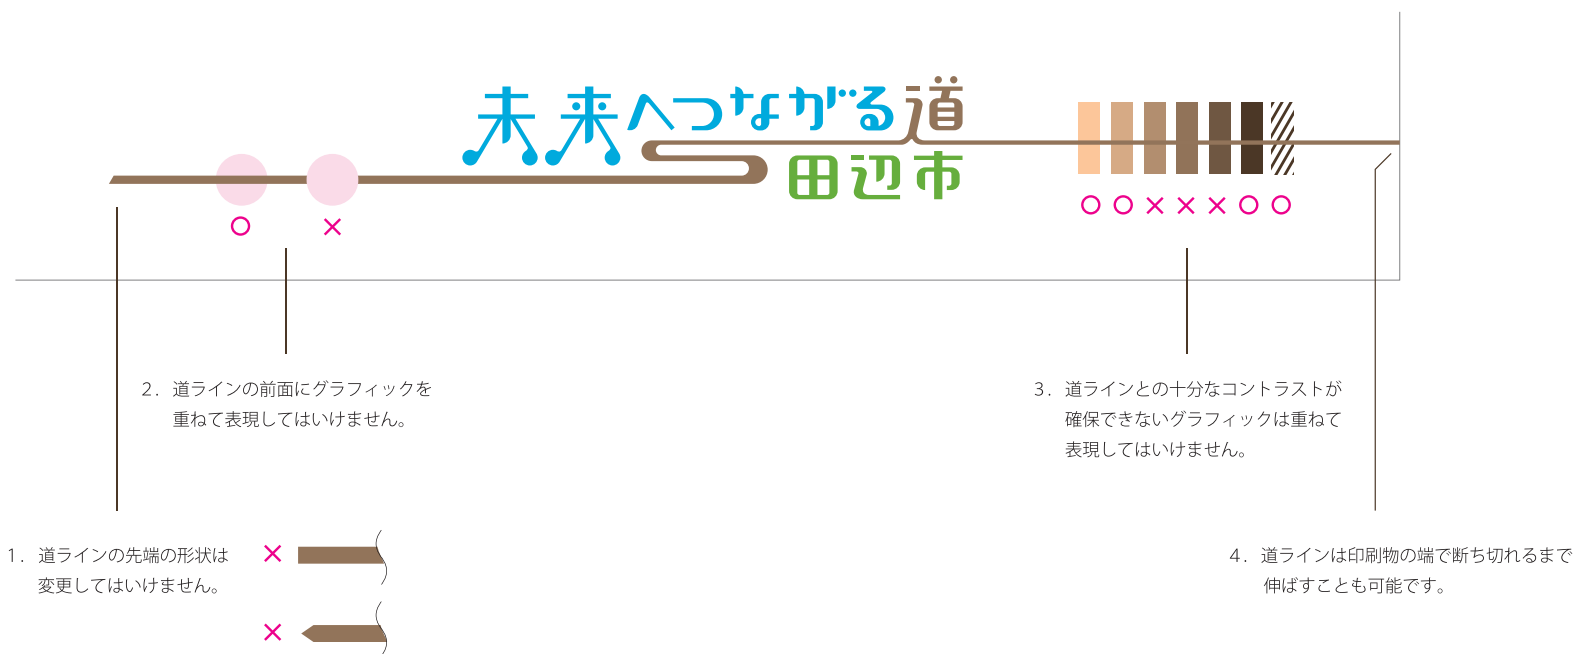 未来へつながる道
田辺市
2. 道ラインの前面にグラフィックを
重ねて表現してはいけません。
3. 道ラインとの十分なコントラストが
確保できないグラフィックは重ねて
表現してはいけません。
1. 道ラインの先端の形状は
変更してはいけません。
4. 道ラインは印刷物の端で断ち切れるまで
伸ばすことも可能です。